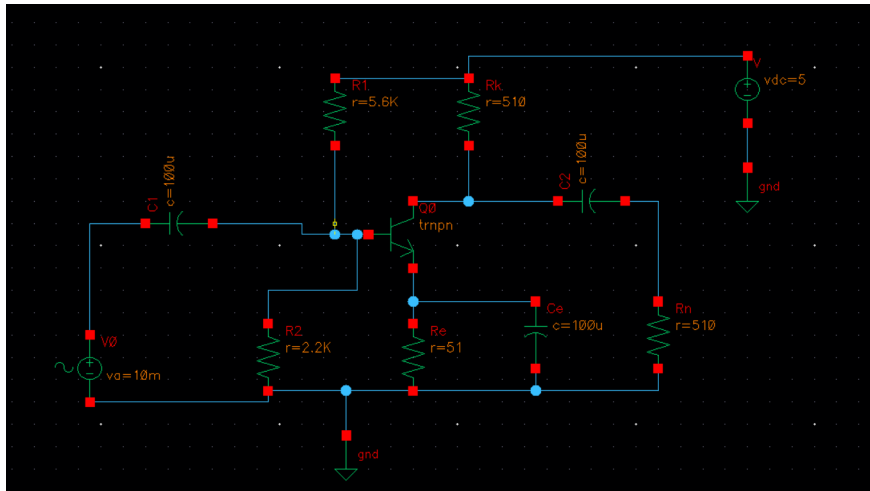 R1
r=5.6K
Rk
r=510
V
vdc=5
gnd
C1
c=100u
C2
c=100u
Q0
trnpn
V0
va=10m
R2
r=2.2K
Re
r=51
Ce
c=100u
Rn
r=510
gnd